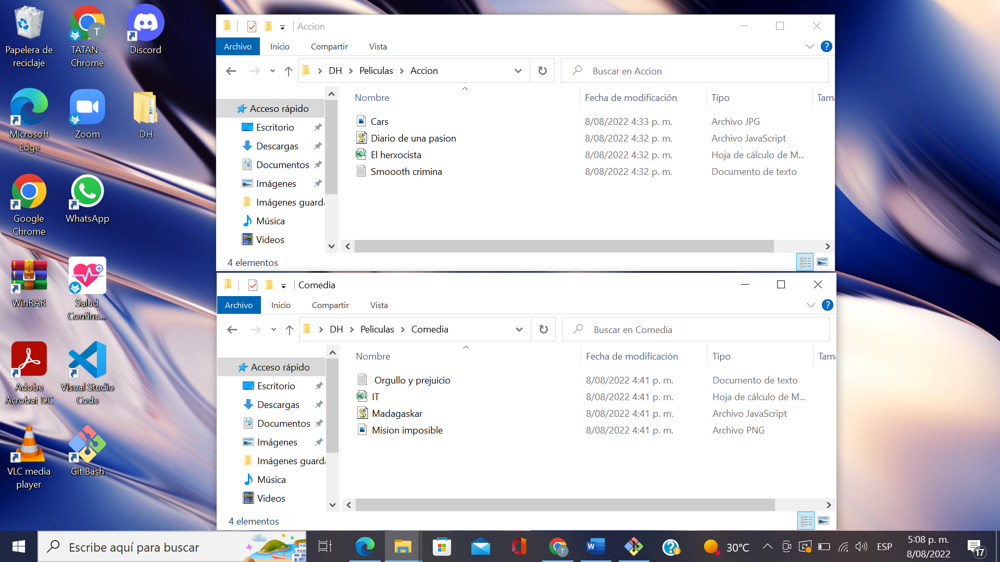 Papelera de
reciclaje
TATAN -
Chrome
T
Discord
Microsoft
Edge
Zoom
DH
Google
Chrome
WhatsApp
WinRAR
Salud
Continu...
Adobe
Acrobat DC
Visual Studio
Code
VLC media
player
Git Bash
Accion
Archivo Inicio Compartir Vista
?
DH Peliculas Accion
Buscar en Accion
Nombre Fecha de modificación Tipo Tam
Acceso rápido
Escritorio
Descargas
Documentos
Imágenes
Imágenes guard
Música
Videos
Cars 8/08/2022 4:33 p. m. Archivo JPG
Diario de una pasion 8/08/2022 4:32 p. m. Archivo JavaScript
El herxocista 8/08/2022 4:32 p. m. Hoja de cálculo de M...
Smoooth crimina 8/08/2022 4:32 p. m. Documento de texto
4 elementos
Comedia
Archivo Inicio Compartir Vista
?
DH Peliculas Comedia
Buscar en Comedia
Nombre Fecha de modificación Tipo Tam
Acceso rápido
Escritorio
Descargas
Documentos
Imágenes
Imágenes guard
Música
Videos
Orgullo y prejuicio 8/08/2022 4:41 p. m. Documento de texto
IT 8/08/2022 4:41 p. m. Hoja de cálculo de M...
Madagaskar 8/08/2022 4:41 p. m. Archivo JavaScript
Mision imposible 8/08/2022 4:41 p. m. Archivo PNG
4 elementos
Escribe aquí para buscar
T
W
?
30°C
ESP
5:08 p. m.
8/08/2022
17